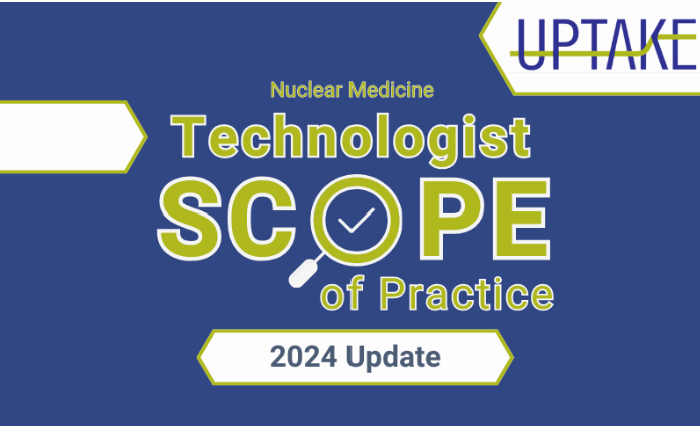 UPTAKE
Nuclear Medicine
Technologist
SCOPE
of Practice
2024 Update